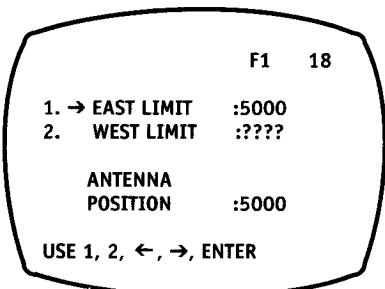 F1 18
1. → EAST LIMIT :5000
2. WEST LIMIT :????
ANTENNA
POSITION :5000
USE 1, 2, ←, →, ENTER